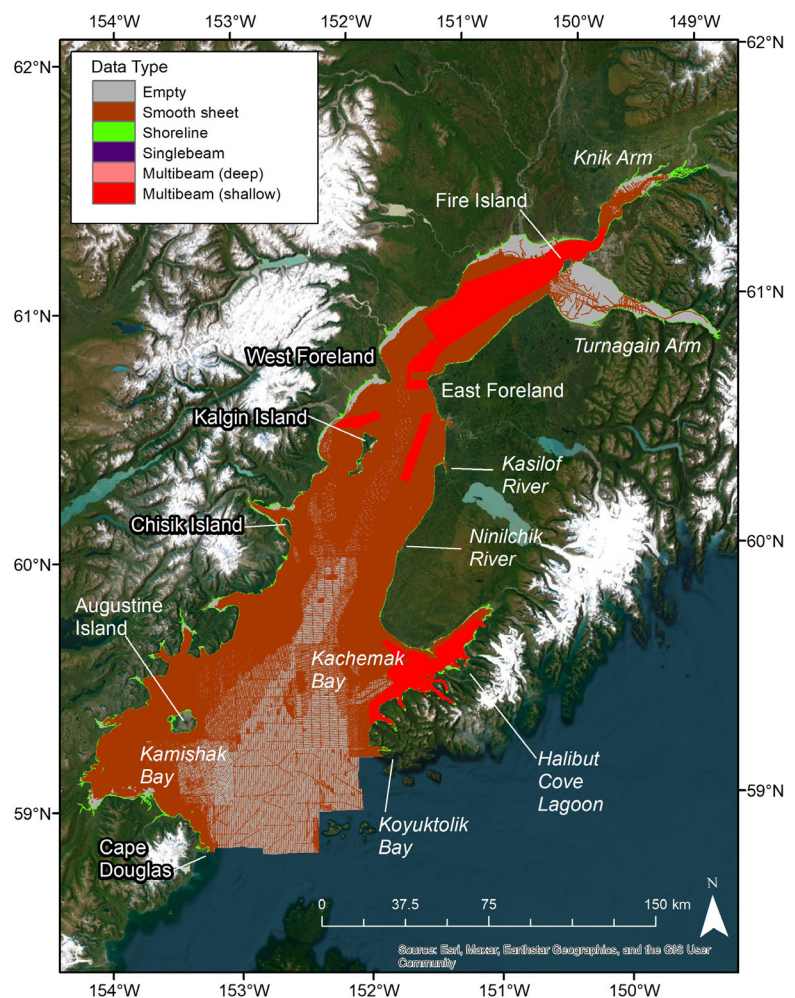 154°W 153°W 152°W 151°W 150°W 149°W
62°N
62°N
Data Type
Empty
Smooth sheet
Shoreline
Singlebeam
Multibeam (deep)
Multibeam (shallow)
Knik Arm
Fire Island
61°N
61°N
West Foreland
Turnagain Arm
East Foreland
Kalgin Island
Kasilof
River
Chisik Island
Ninilchik
River
60°N
60°N
Augustine
Island
Kachemak
Bay
Kamishak
Bay
Halibut
Cove
Lagoon
59°N
59°N
Koyuktolik
Bay
Cape
Douglas
N
0 37.5 75 150 km
Source: Esri, Maxar, Earthstar Geographics, and the GIS User
Community
154°W 153°W 152°W 151°W 150°W